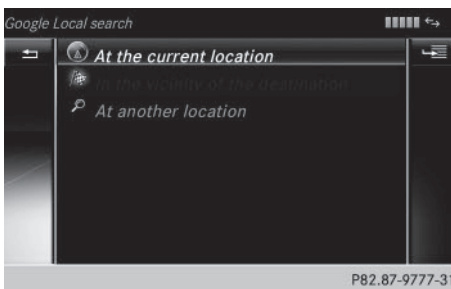 Google Local search
At the current location
In the vicinity of the destination
At another location
P82.87-9777-31